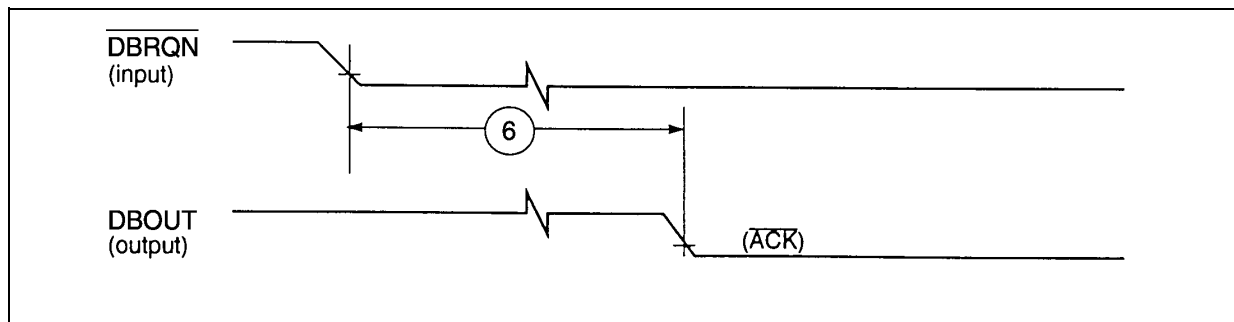 DBRQN
(input)
6
DBOUT
(output)
(ACK)